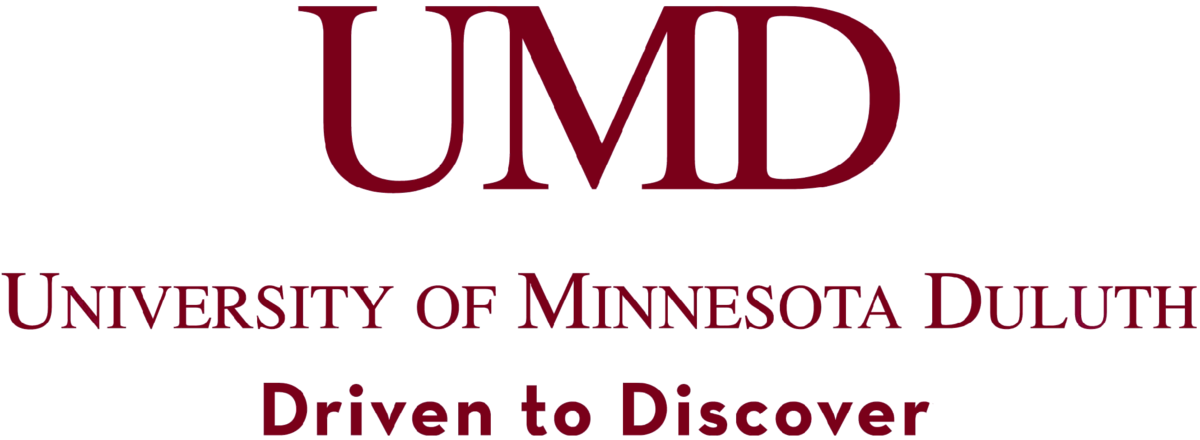 UMD
UNIVERSITY OF MINNESOTA DULUTH
Driven to Discover